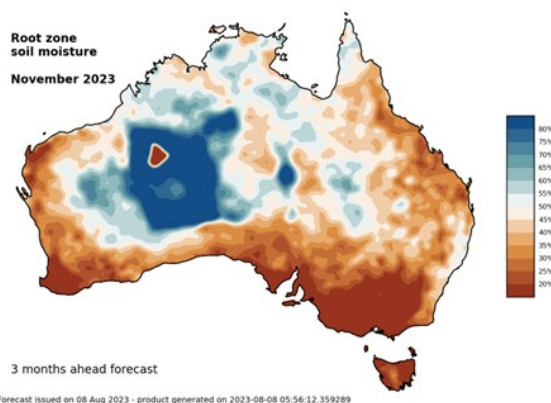 Root zone
soil moisture
November 2023
80%
75%
70%
65%
60%
55%
50%
45%
40%
35%
30%
25%
20%
3 months ahead forecast
Forecast issued on 08 Aug 2023 - product generated on 2023-08-08 05:56:12.359289